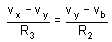 v_x − v_y / R_3 = v_y − v_b / R_2